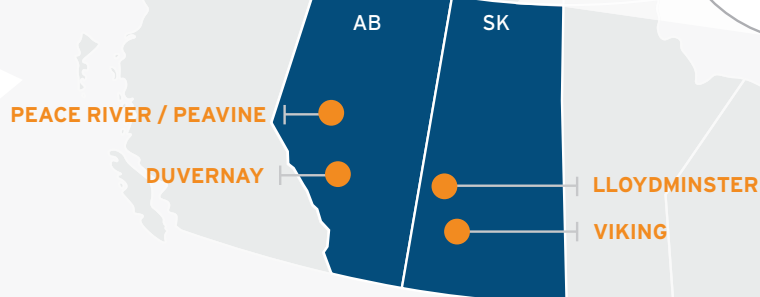 AB
SK
PEACE RIVER / PEAVINE
DUVERNAY
LLOYDMINSTER
VIKING